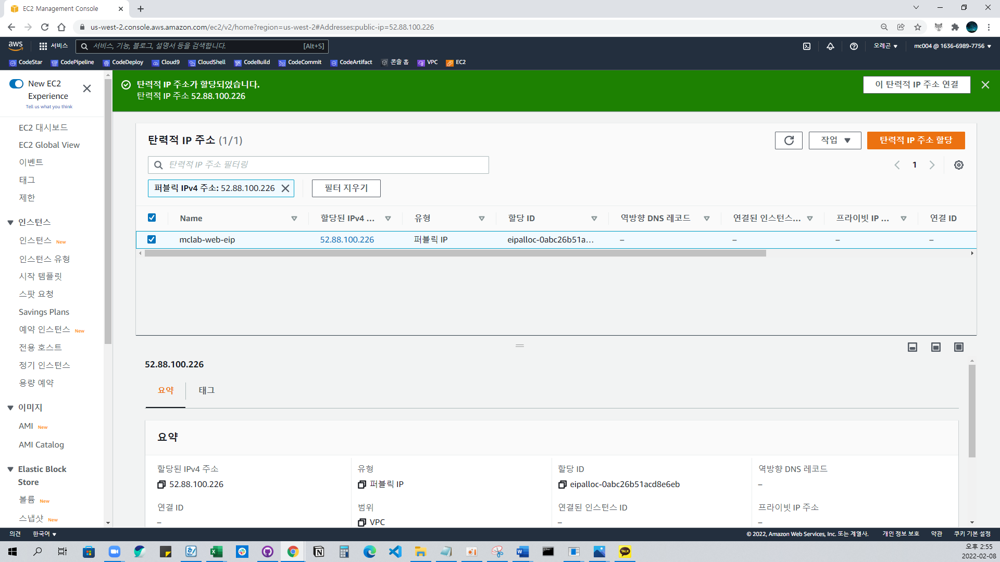 EC2 Management Console
us-west-2.console.aws.amazon.com/ec2/v2/home?region=us-west-2#Addresses:public-ip=52.88.100.226
aws 서비스 서비스, 기능, 블로그, 설명서 등을 검색합니다. [Alt+S] 오레곤 mc004 @ 1636-6989-7756
CodeStar CodePipeline CodeDeploy Cloud9 CloudShell CodeBuild CodeCommit CodeArtifact 콘솔 홈 VPC EC2
New EC2
Experience
Tell us what you think
EC2 대시보드
EC2 Global View
이벤트
태그
제한
인스턴스
인스턴스 New
인스턴스 유형
시작 템플릿
스팟 요청
Savings Plans
예약 인스턴스 New
전용 호스트
정기 인스턴스
용량 예약
이미지
AMI New
AMI Catalog
Elastic Block
Store
볼륨 New
스냅샷 New
탄력적 IP 주소가 할당되었습니다.
탄력적 IP 주소 52.88.100.226
이 탄력적 IP 주소 연결
탄력적 IP 주소 (1/1)
작업
탄력적 IP 주소 할당
탄력적 IP 주소 필터링
1
퍼블릭 IPv4 주소: 52.88.100.226
필터 지우기
Name 할당된 IPv4 ... 유형 할당 ID 역방향 DNS 레코드 연결된 인스턴스... 프라이빗 IP ... 연결 ID
mclab-web-eip 52.88.100.226 퍼블릭 IP eipalloc-0abc26b51a... – – – –
52.88.100.226
요약 태그
요약
할당된 IPv4 주소 유형 할당 ID 역방향 DNS 레코드
52.88.100.226 퍼블릭 IP eipalloc-0abc26b51acd8e6eb –
연결 ID 범위 연결된 인스턴스 ID 프라이빗 IP 주소
– VPC – –
의견 한국어 © 2022, Amazon Web Services, Inc. 또는 계열사. 개인 정보 보호 약관 쿠키 기본 설정
TALK
오후 2:55
2022-02-08